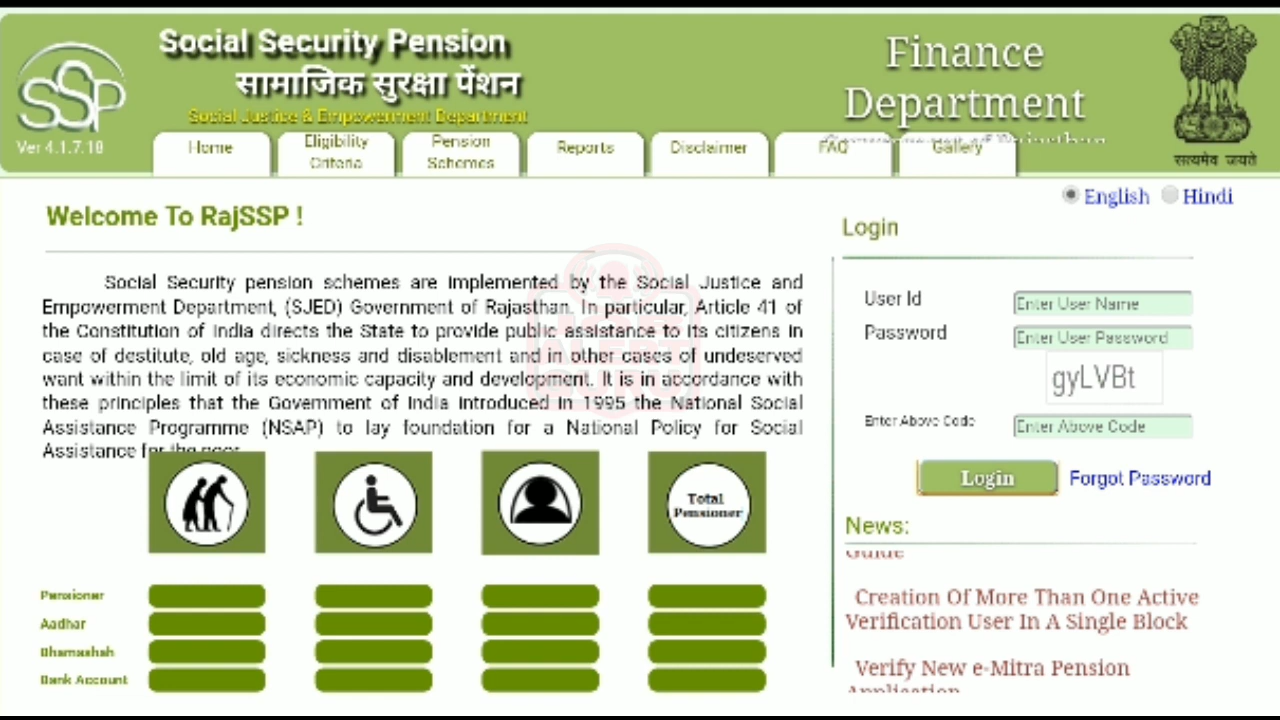 Social Security Pension
सामाजिक सुरक्षा पेंशन
Social Justice & Empowerment Department
SSP
Ver 4.1.7.18
Finance
Department
सत्यमेव जयते
Home
Eligibility
Criteria
Pension
Schemes
Reports
Disclaimer
FAQ
Gallery
English Hindi
Welcome To RajSSP !
Social Security pension schemes are implemented by the Social Justice and
Empowerment Department, (SJED) Government of Rajasthan. In particular, Article 41 of
the Constitution of India directs the State to provide public assistance to its citizens in
case of destitute, old age, sickness and disablement and in other cases of undeserved
want within the limit of its economic capacity and development. It is in accordance with
these principles that the Government of India introduced in 1995 the National Social
Assistance Programme (NSAP) to lay foundation for a National Policy for Social
Assistance for the poor.
Total
Pensioner
Pensioner
Aadhar
Bhamashah
Bank Account
Login
User Id
Enter User Name
Password
Enter User Password
gyLVBt
Enter Above Code
Enter Above Code
Login
Forgot Password
News:
Guide
Creation Of More Than One Active
Verification User In A Single Block
Verify New e-Mitra Pension
Application